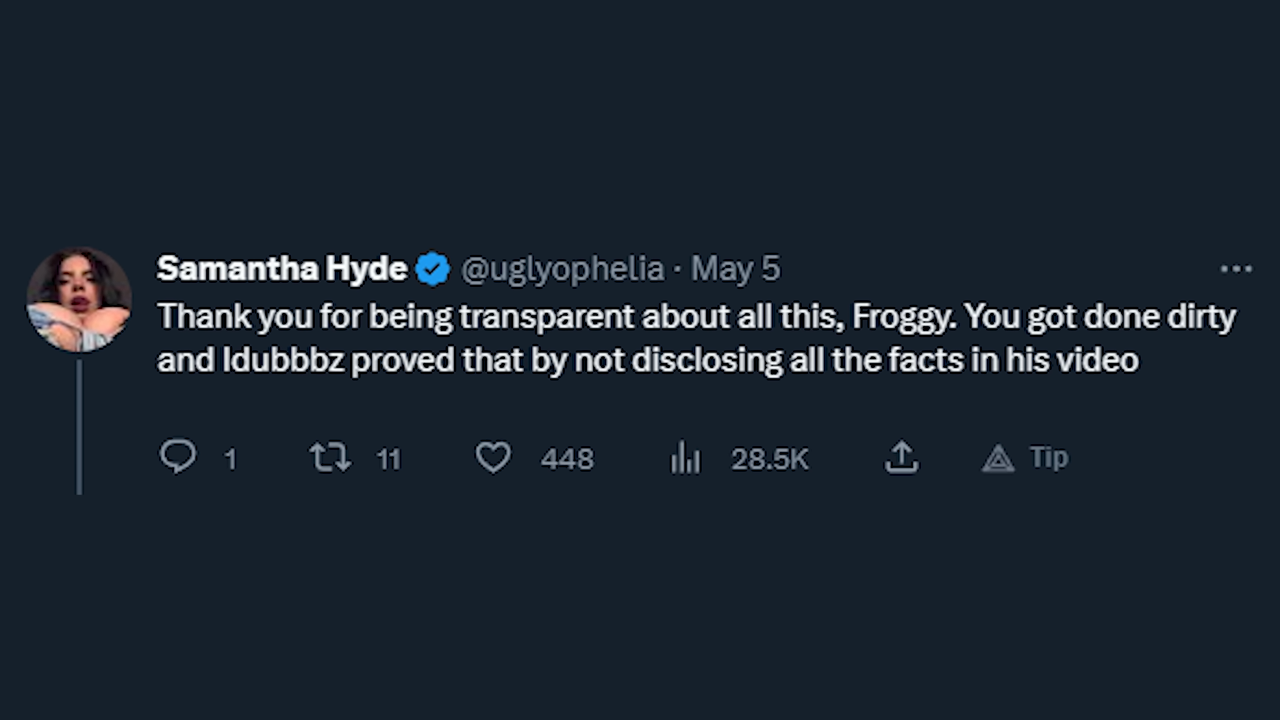 Samantha Hyde @uglyophelia · May 5
Thank you for being transparent about all this, Froggy. You got done dirty
and Idubbbz proved that by not disclosing all the facts in his video
1 11 448 28.5K Tip